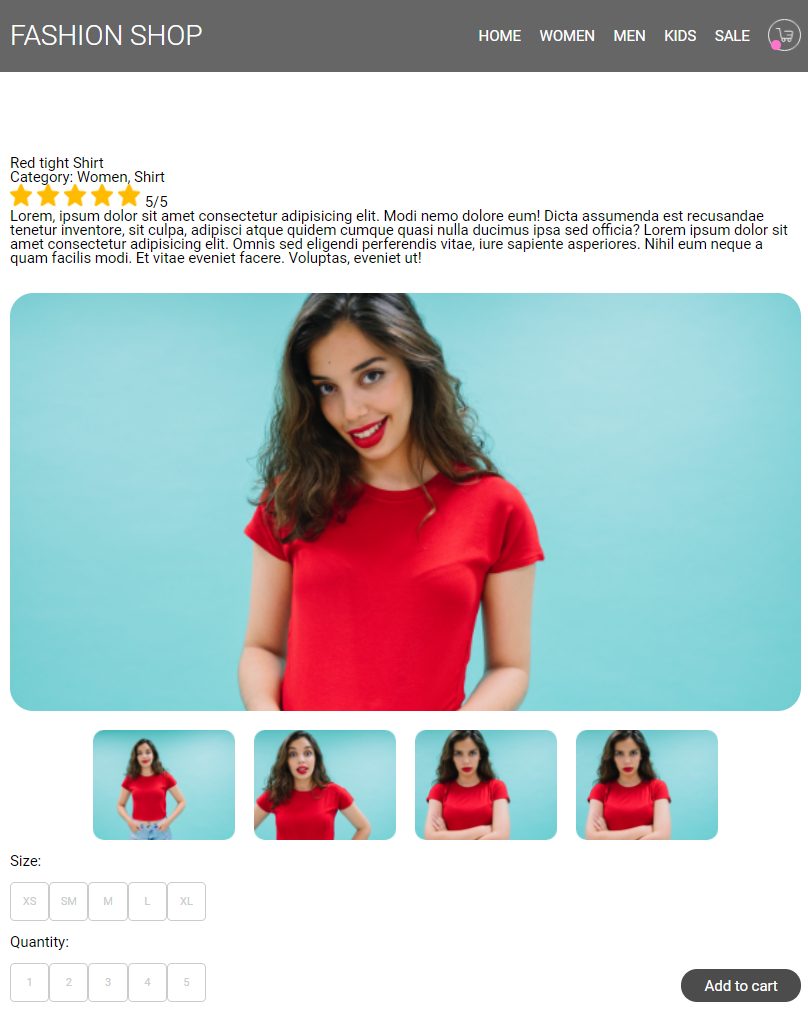 FASHION SHOP
HOME WOMEN MEN KIDS SALE
Red tight Shirt
Category: Women, Shirt
5/5
Lorem, ipsum dolor sit amet consectetur adipisicing elit. Modi nemo dolore eum! Dicta assumenda est recusandae
tenetur inventore, sit culpa, adipisci atque quidem cumque quasi nulla ducimus ipsa sed officia? Lorem ipsum dolor sit
amet consectetur adipisicing elit. Omnis sed eligendi perferendis vitae, iure sapiente asperiores. Nihil eum neque a
quam facilis modi. Et vitae eveniet facere. Voluptas, eveniet ut!
Size:
XS SM M L XL
Quantity:
1 2 3 4 5
Add to cart